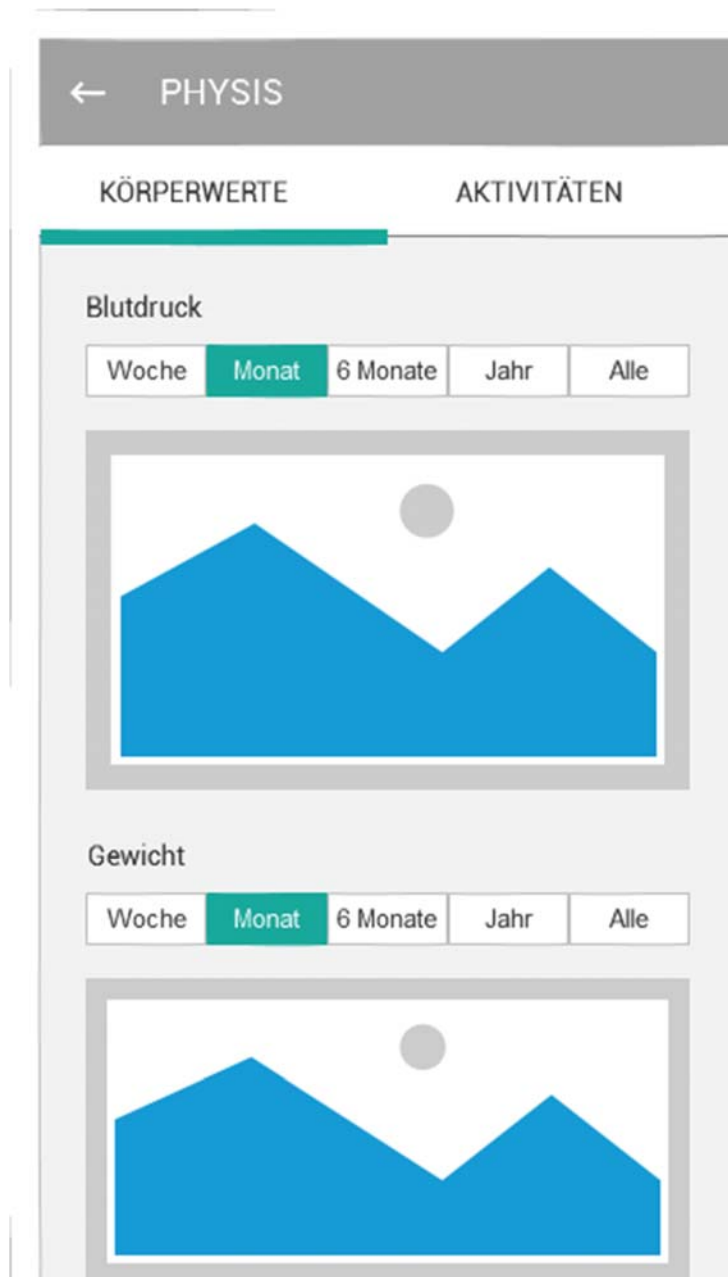 ← PHYSIS
KÖRPERWERTE AKTIVITÄTEN
Blutdruck
Woche Monat 6 Monate Jahr Alle
Gewicht
Woche Monat 6 Monate Jahr Alle